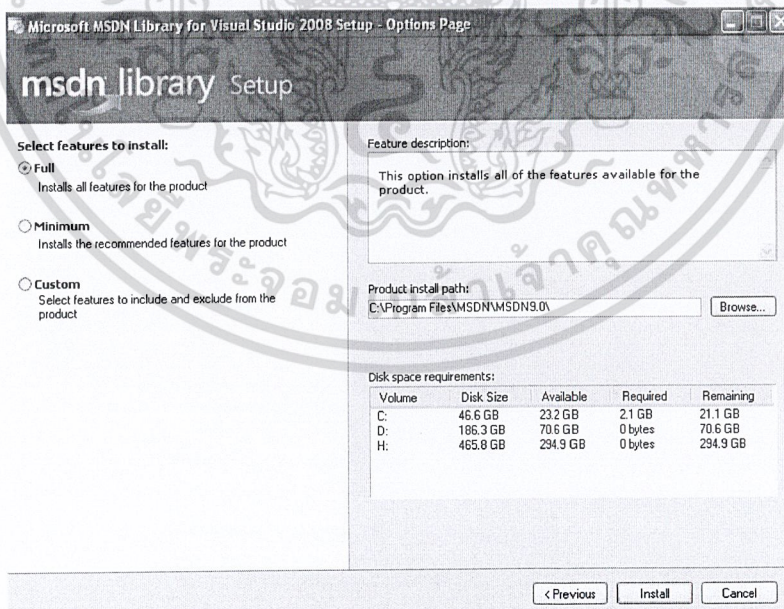 Microsoft MSDN Library for Visual Studio 2008 Setup - Options Page
msdn library Setup
Select features to install:
Full
Installs all features for the product
Minimum
Installs the recommended features for the product
Custom
Select features to include and exclude from the
product
Feature description:
This option installs all of the features available for the
product.
Product install path:
C:\Program Files\MSDN\MSDN9.0\
Browse...
Disk space requirements:
Volume Disk Size Available Required Remaining
C: 46.6 GB 23.2 GB 2.1 GB 21.1 GB
D: 186.3 GB 70.6 GB 0 bytes 70.6 GB
H: 465.8 GB 294.9 GB 0 bytes 294.9 GB
< Previous
Install
Cancel